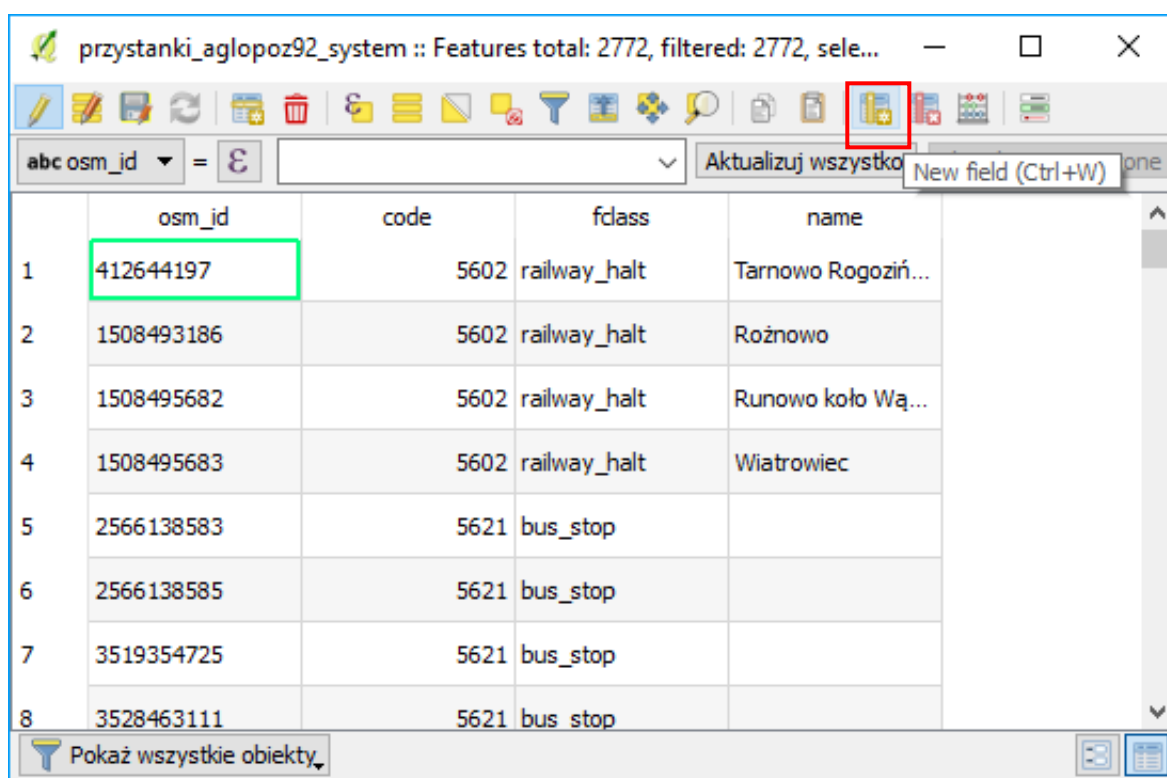 przystanki_aglopoz92_system :: Features total: 2772, filtered: 2772, sele...
abc osm_id = ε Aktualizuj wszystko one
New field (Ctrl+W)
osm_id code fclass name
1 412644197 5602 railway_halt Tarnowo Rogoziń...
2 1508493186 5602 railway_halt Rożnowo
3 1508495682 5602 railway_halt Runowo koło Wą...
4 1508495683 5602 railway_halt Wiatrowiec
5 2566138583 5621 bus_stop
6 2566138585 5621 bus_stop
7 3519354725 5621 bus_stop
8 3528463111 5621 bus_stop
Pokaż wszystkie obiekty